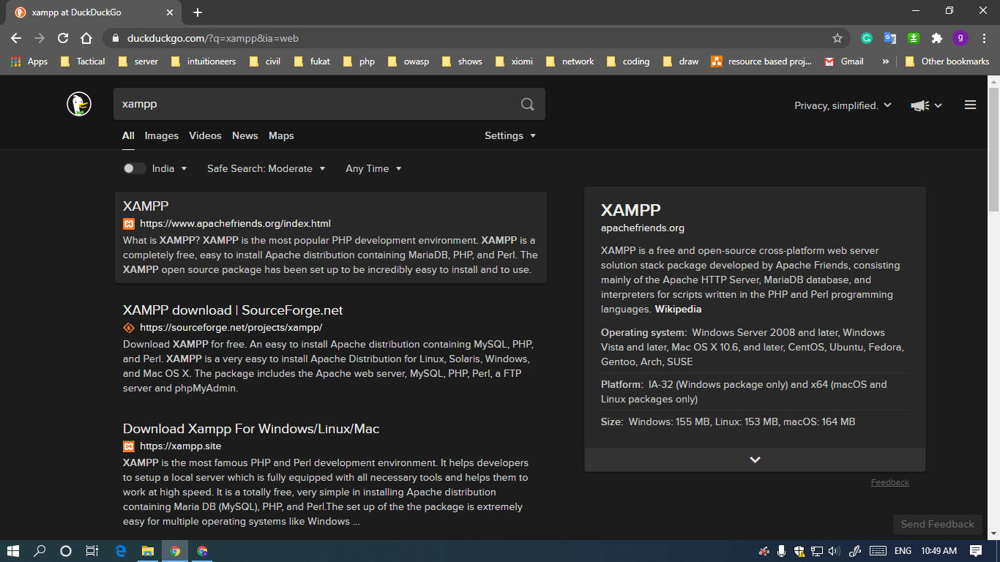 xampp at DuckDuckGo
duckduckgo.com/?q=xampp&ia=web
g
Apps Tactical server intuitioneers civil fukat php owasp shows xiomi network coding draw resource based proj... Gmail » Other bookmarks
xampp
Privacy, simplified.
All Images Videos News Maps Settings
India Safe Search: Moderate Any Time
XAMPP
https://www.apachefriends.org/index.html
What is XAMPP? XAMPP is the most popular PHP development environment. XAMPP is a
completely free, easy to install Apache distribution containing MariaDB, PHP, and Perl. The
XAMPP open source package has been set up to be incredibly easy to install and to use.
XAMPP download | SourceForge.net
https://sourceforge.net/projects/xampp/
Download XAMPP for free. An easy to install Apache distribution containing MySQL, PHP,
and Perl. XAMPP is a very easy to install Apache Distribution for Linux, Solaris, Windows,
and Mac OS X. The package includes the Apache web server, MySQL, PHP, Perl, a FTP
server and phpMyAdmin.
Download Xampp For Windows/Linux/Mac
https://xampp.site
XAMPP is the most famous PHP and Perl development environment. It helps developers
to setup a local server which is fully equipped with all necessary tools and helps them to
work at high speed. It is a totally free, very simple in installing Apache distribution
containing Maria DB (MySQL), PHP, and Perl.The set up of the the package is extremely
easy for multiple operating systems like Windows ...
XAMPP
apachefriends.org
XAMPP is a free and open-source cross-platform web server
solution stack package developed by Apache Friends, consisting
mainly of the Apache HTTP Server, MariaDB database, and
interpreters for scripts written in the PHP and Perl programming
languages. Wikipedia
Operating system: Windows Server 2008 and later, Windows
Vista and later, Mac OS X 10.6, and later, CentOS, Ubuntu, Fedora,
Gentoo, Arch, SUSE
Platform: IA-32 (Windows package only) and x64 (macOS and
Linux packages only)
Size: Windows: 155 MB, Linux: 153 MB, macOS: 164 MB
Feedback
Send Feedback
ENG 10:49 AM